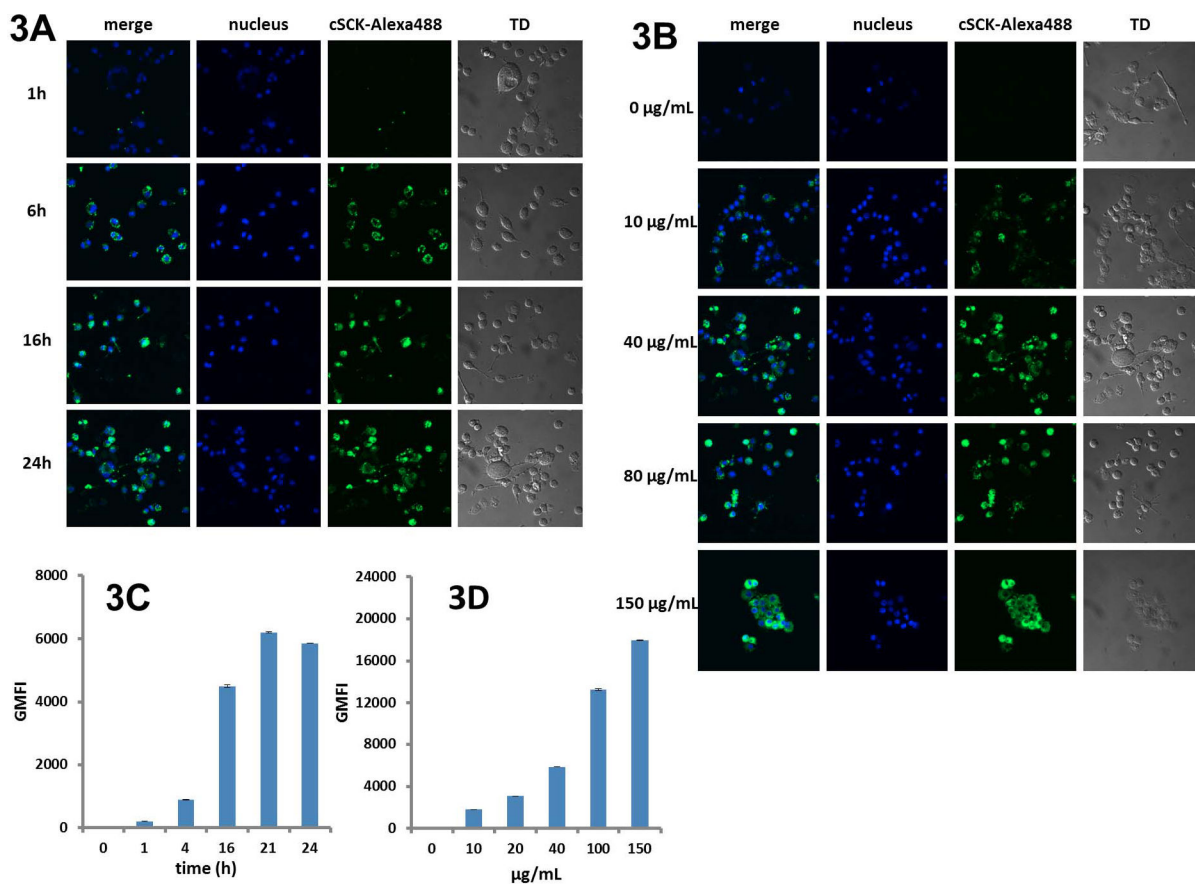 3A
merge nucleus cSCK-Alexa488 TD
1h
6h
16h
24h
3B
merge nucleus cSCK-Alexa488 TD
0 µg/mL
10 µg/mL
40 µg/mL
80 µg/mL
150 µg/mL
3C
8000
6000
4000
2000
0
GMFI
0 1 4 16 21 24
time (h)
3D
24000
20000
16000
12000
8000
4000
0
GMFI
0 10 20 40 100 150
µg/mL